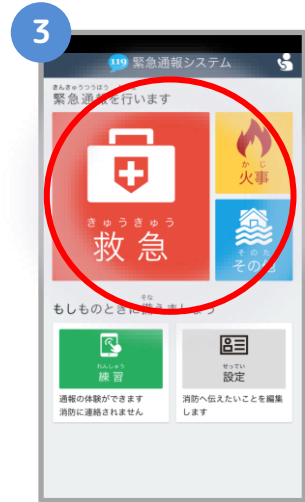 3
119 緊急通報システム
きんきゅうつうほう
緊急通報を行います
きゅうきゅう
救急
かじ
火事
そのた
その他
そな
もしものときに備えましょう
れんしゅう
練習
せってい
設定
通報の体験ができます
消防に連絡されません
消防へ伝えたいことを編集
します